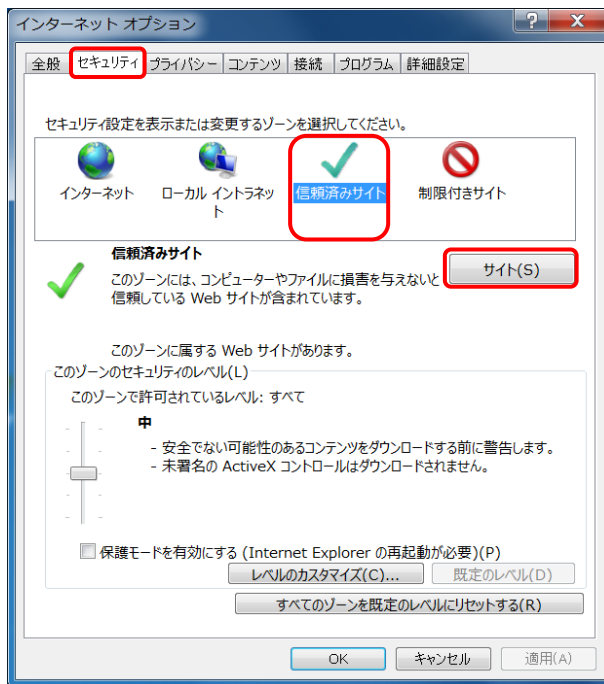 インターネット オプション
?
X
全般 セキュリティ プライバシー コンテンツ 接続 プログラム 詳細設定
セキュリティ設定を表示または変更するゾーンを選択してください。
インターネット ローカル イントラネッ 信頼済みサイト 制限付きサイト
ト
信頼済みサイト
サイト(S)
このゾーンには、コンピューターやファイルに損害を与えないと
信頼している Web サイトが含まれています。
このゾーンに属する Web サイトがあります。
このゾーンのセキュリティのレベル(L)
このゾーンで許可されているレベル: すべて
中
- 安全でない可能性のあるコンテンツをダウンロードする前に警告します。
- 未署名の ActiveX コントロールはダウンロードされません。
保護モードを有効にする (Internet Explorer の再起動が必要)(P)
レベルのカスタマイズ(C)... 既定のレベル(D)
すべてのゾーンを既定のレベルにリセットする(R)
OK キャンセル 適用(A)